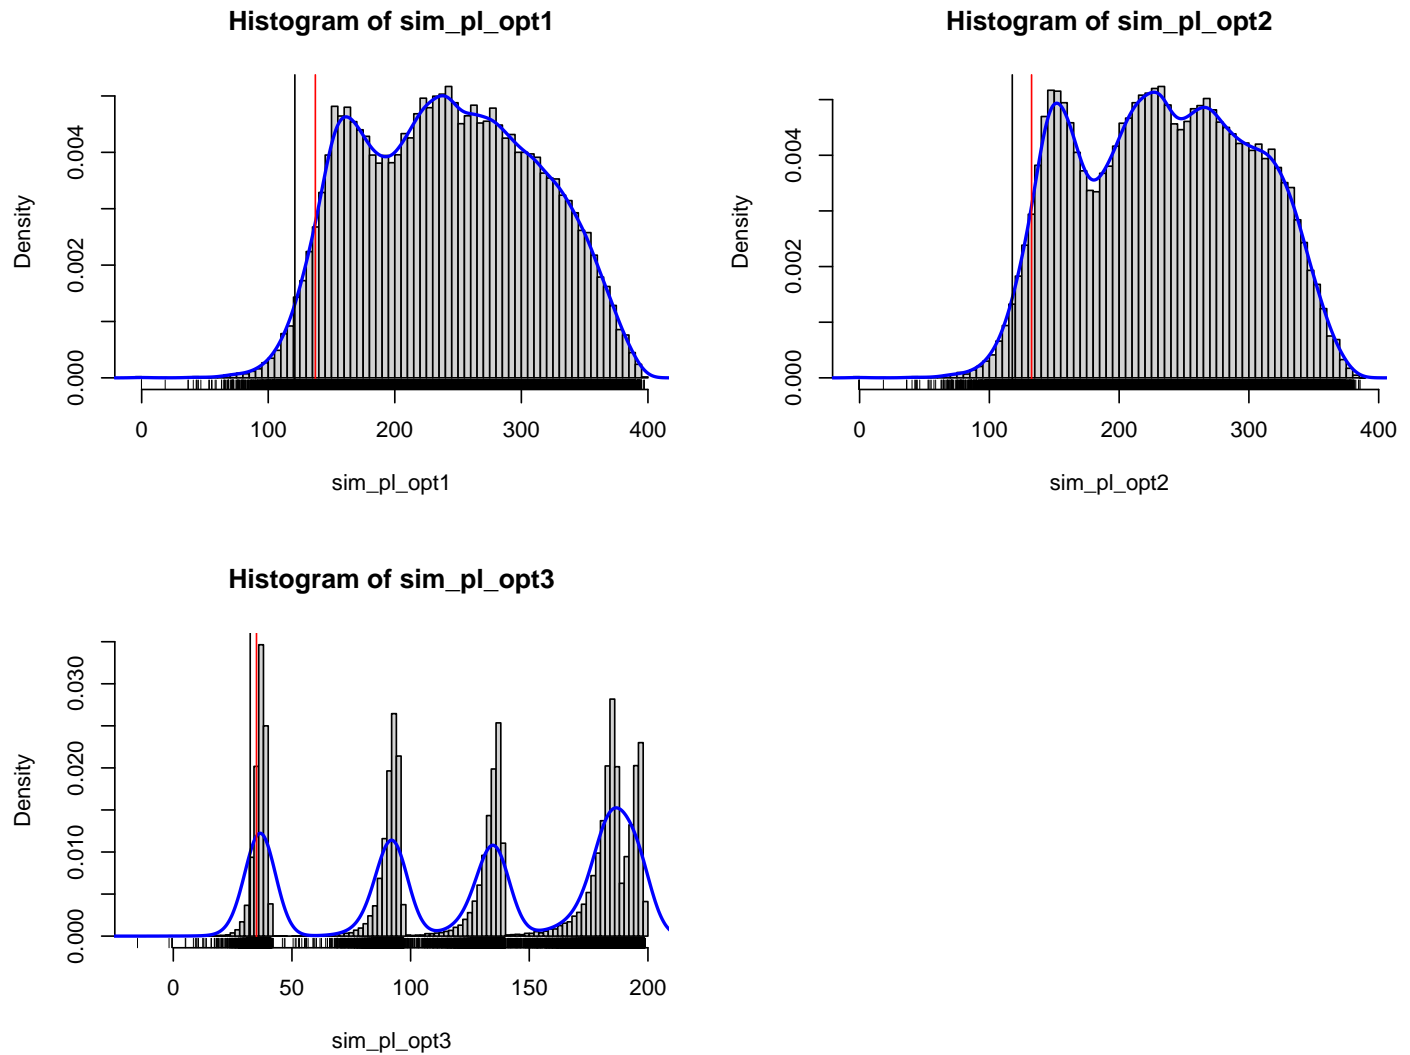 Histogram of sim_pl_opt1
Density
0.000 0.002 0.004
0 100 200 300 400
sim_pl_opt1
Histogram of sim_pl_opt2
Density
0.000 0.002 0.004
0 100 200 300 400
sim_pl_opt2
Histogram of sim_pl_opt3
Density
0.000 0.010 0.020 0.030
0 50 100 150 200
sim_pl_opt3